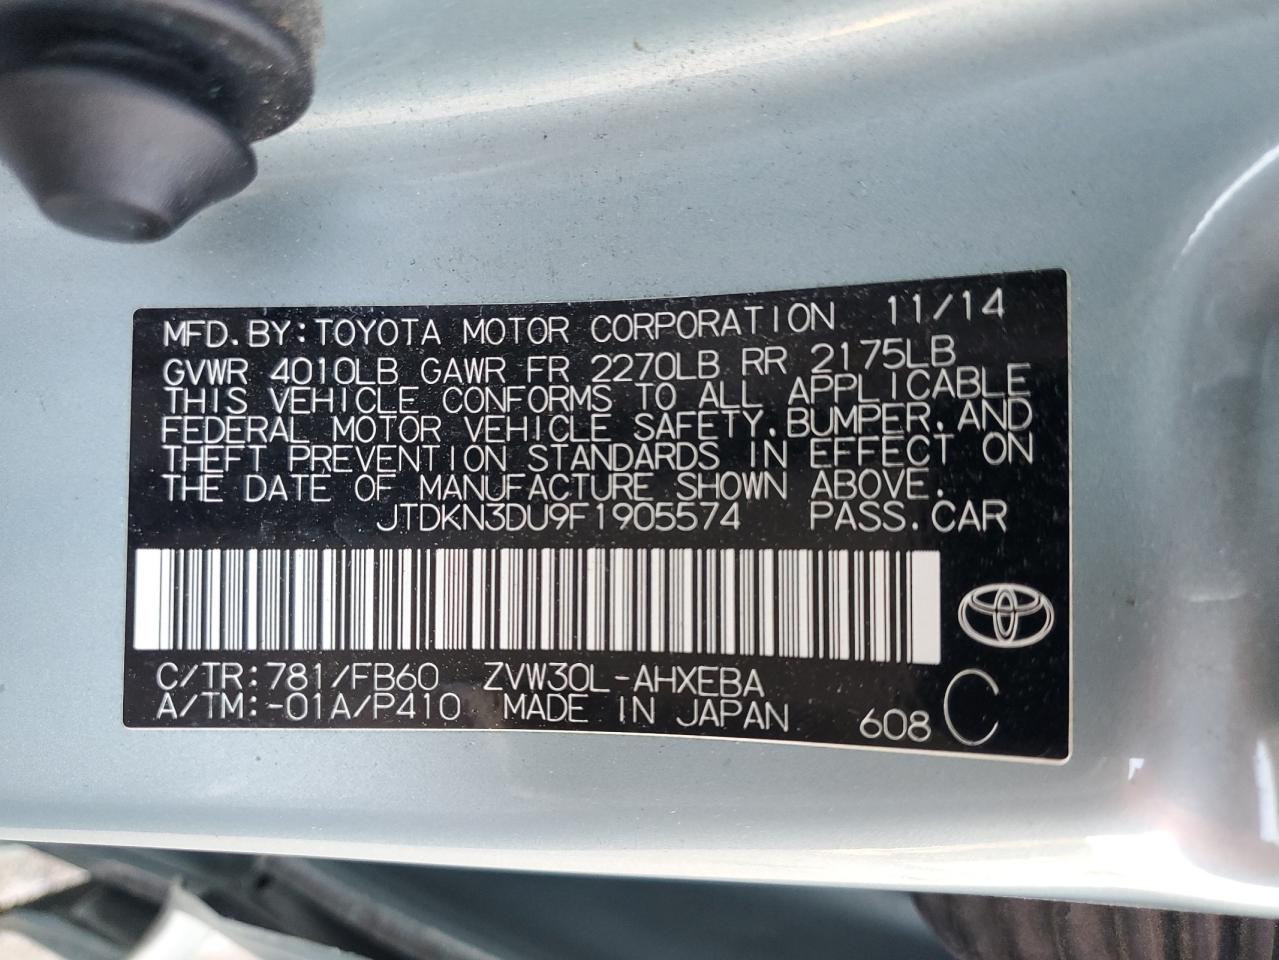 MFD.BY:TOYOTA MOTOR CORPORATION 11/14
GVWR 4010LB GAWR FR 2270LB RR 2175LB
THIS VEHICLE CONFORMS TO ALL APPLICABLE
FEDERAL MOTOR VEHICLE SAFETY,BUMPER,AND
THEFT PREVENTION STANDARDS IN EFFECT ON
THE DATE OF MANUFACTURE SHOWN ABOVE.
JTDKN3DU9F1905574 PASS.CAR
C/TR:781/FB60 ZVW30L-AHXEBA
A/TM:-01A/P410 MADE IN JAPAN 608 C